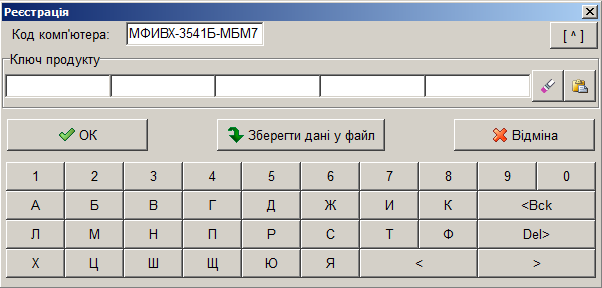 Реєстрація
Код комп'ютера: МФИВХ-3541Б-МБМ7
[ ^ ]
Ключ продукту
ОК Зберегти дані у файл Відміна
1 2 3 4 5 6 7 8 9 0
А Б В Г Д Ж И К <Bck
Л М Н П Р С Т Ф Del>
Х Ц Ш Щ Ю Я < >